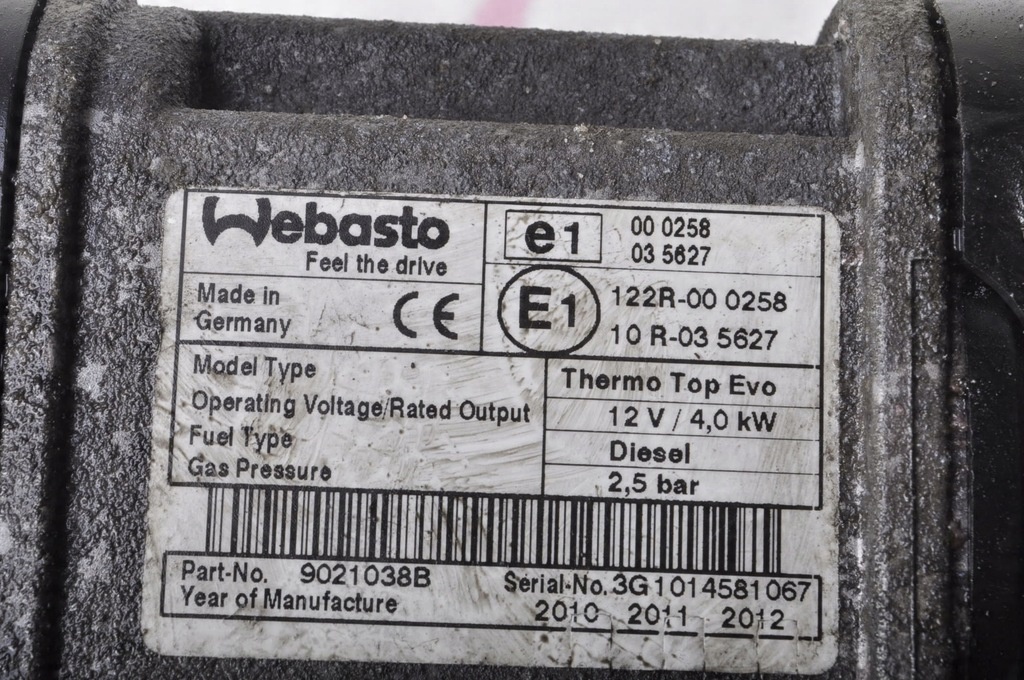 Webasto
Feel the drive
e1
00 0258
03 5627
Made in
Germany
CE
E1
122R-00 0258
10 R-03 5627
Model Type
Thermo Top Evo
Operating Voltage/Rated Output
12 V / 4,0 kW
Fuel Type
Diesel
Gas Pressure
2,5 bar
Part-No. 9021038B
Serial-No. 3G1014581067
Year of Manufacture
2010 2011 2012